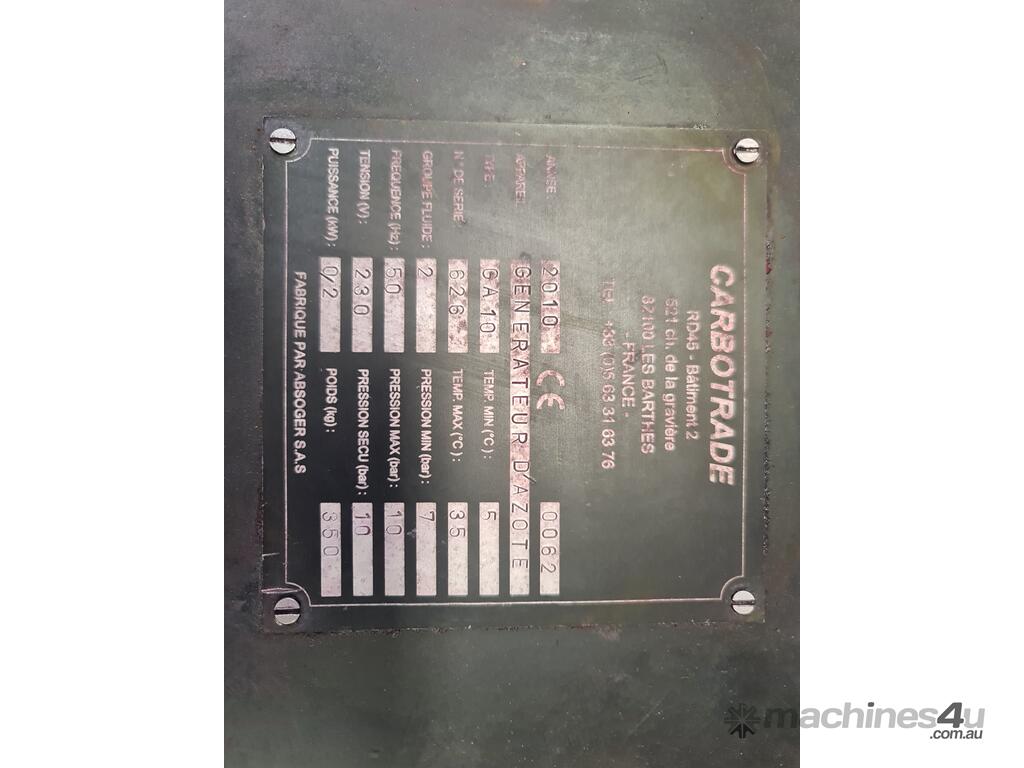 CARBOTRADE
RD45 - Bâtiment 2
521 ch. de la gravière
82100 LES BARTHES
- FRANCE -
TEL : +33 (0)5 63 31 63 76
ANNEE : 2010 CE 0062
APPAREIL : GENERATEUR D'AZOTE
TYPE : CA10 TEMP. MIN (°C) : 5
N° DE SERIE : 626 TEMP. MAX (°C) : 35
GROUPE FLUIDE : 2 PRESSION MIN (bar) : 7
FREQUENCE (Hz) : 50 PRESSION MAX (bar) : 10
TENSION (V) : 230 PRESSION SECU (bar) : 10
PUISSANCE (kW) : 0,2 POIDS (kg) : 350
FABRIQUE PAR ABSOGER S.A.S
machines4u
.com.au